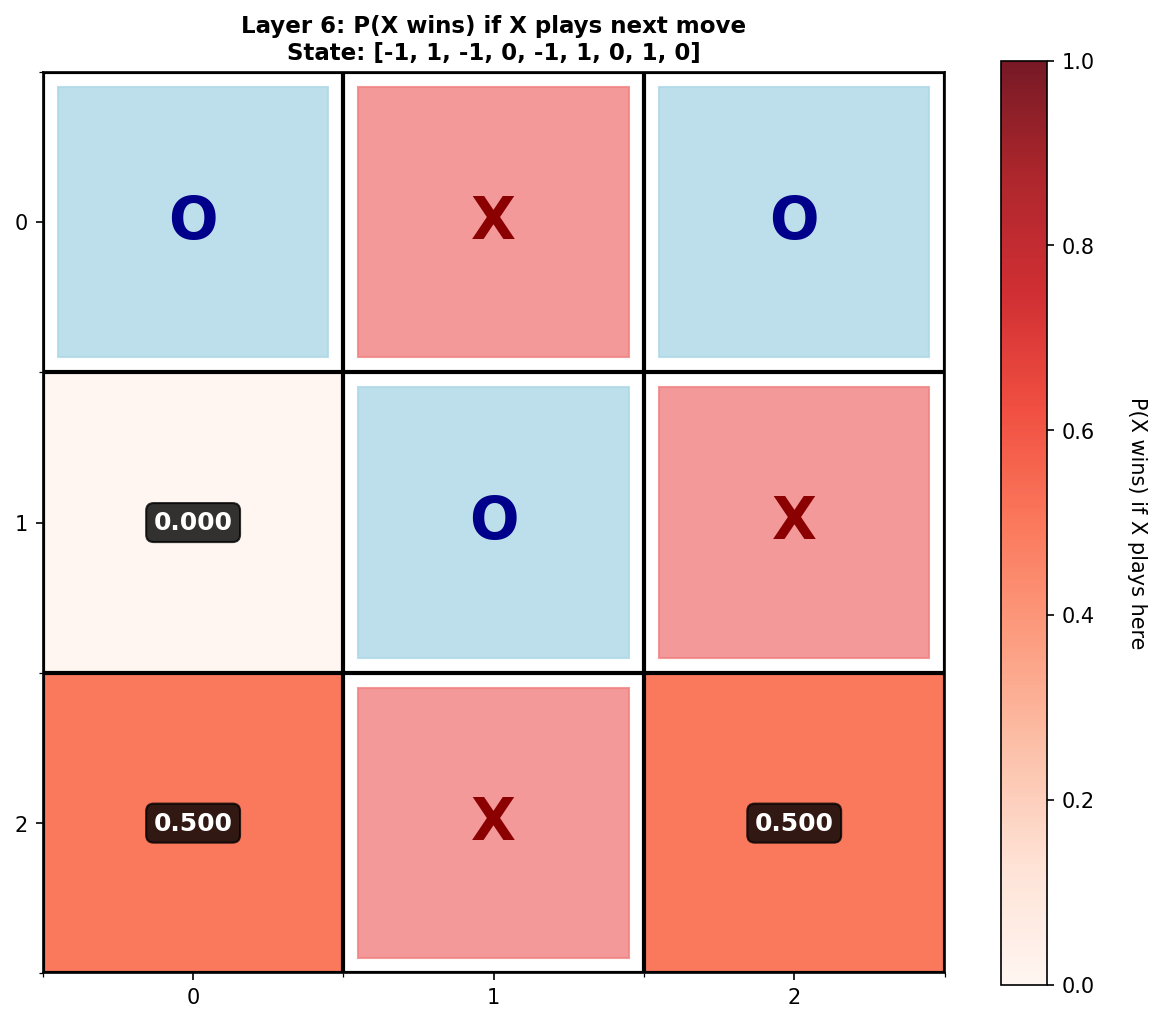 Layer 6: P(X wins) if X plays next move
State: [-1, 1, -1, 0, -1, 1, 0, 1, 0]
O X O
0
0.000 O X
1
0.500 X 0.500
2
0 1 2
1.0
0.8
0.6
0.4
0.2
0.0
P(X wins) if X plays here